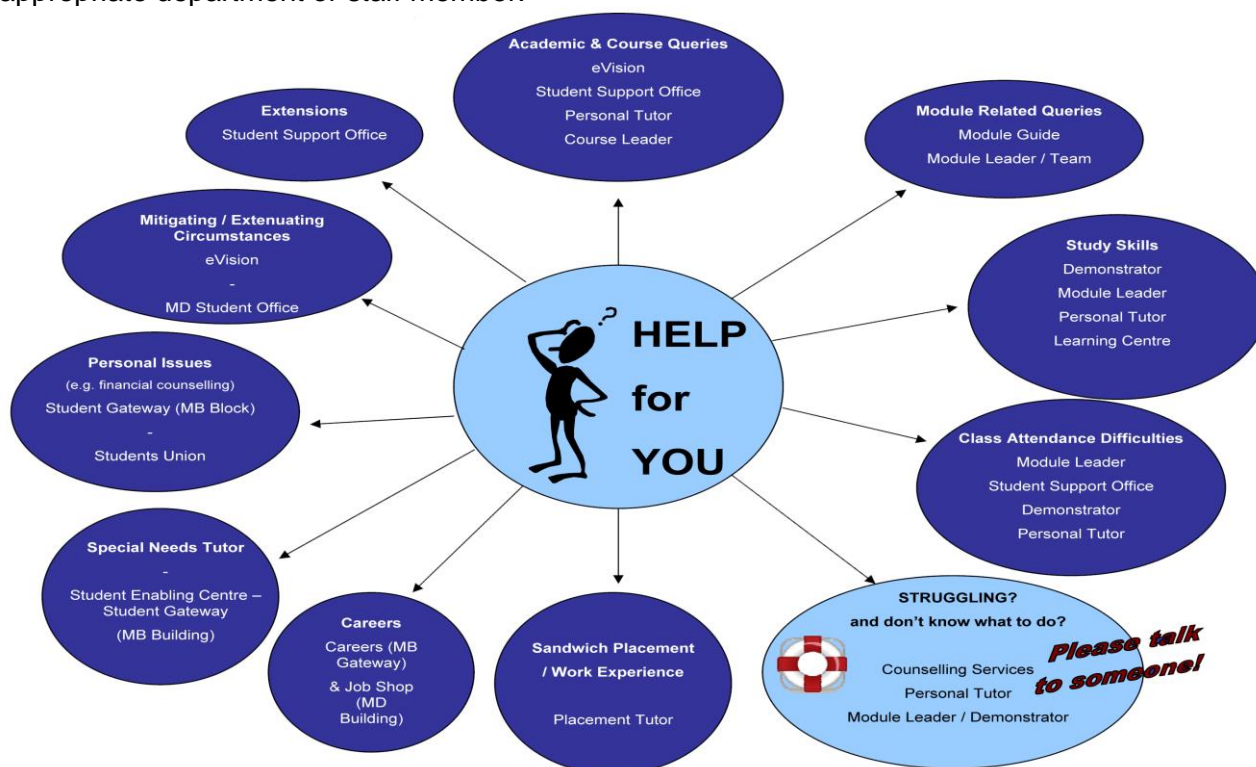 appropriate department or staff member.
Academic & Course Queries
eVision
Student Support Office
Personal Tutor
Course Leader
Extensions
Student Support Office
Module Related Queries
Module Guide
Module Leader / Team
Mitigating / Extenuating
Circumstances
eVision
-
MD Student Office
Study Skills
Demonstrator
Module Leader
Personal Tutor
Learning Centre
?
HELP
for
YOU
Personal Issues
(e.g. financial counselling)
Student Gateway (MB Block)
-
Students Union
Class Attendance Difficulties
Module Leader
Student Support Office
Demonstrator
Personal Tutor
Special Needs Tutor
-
Student Enabling Centre –
Student Gateway
(MB Building)
Careers
Careers (MB
Gateway)
& Job Shop
(MD
Building)
Sandwich Placement
/ Work Experience
Placement Tutor
STRUGGLING?
and don't know what to do?
Counselling Services
Personal Tutor
Module Leader / Demonstrator
Please talk
to someone!